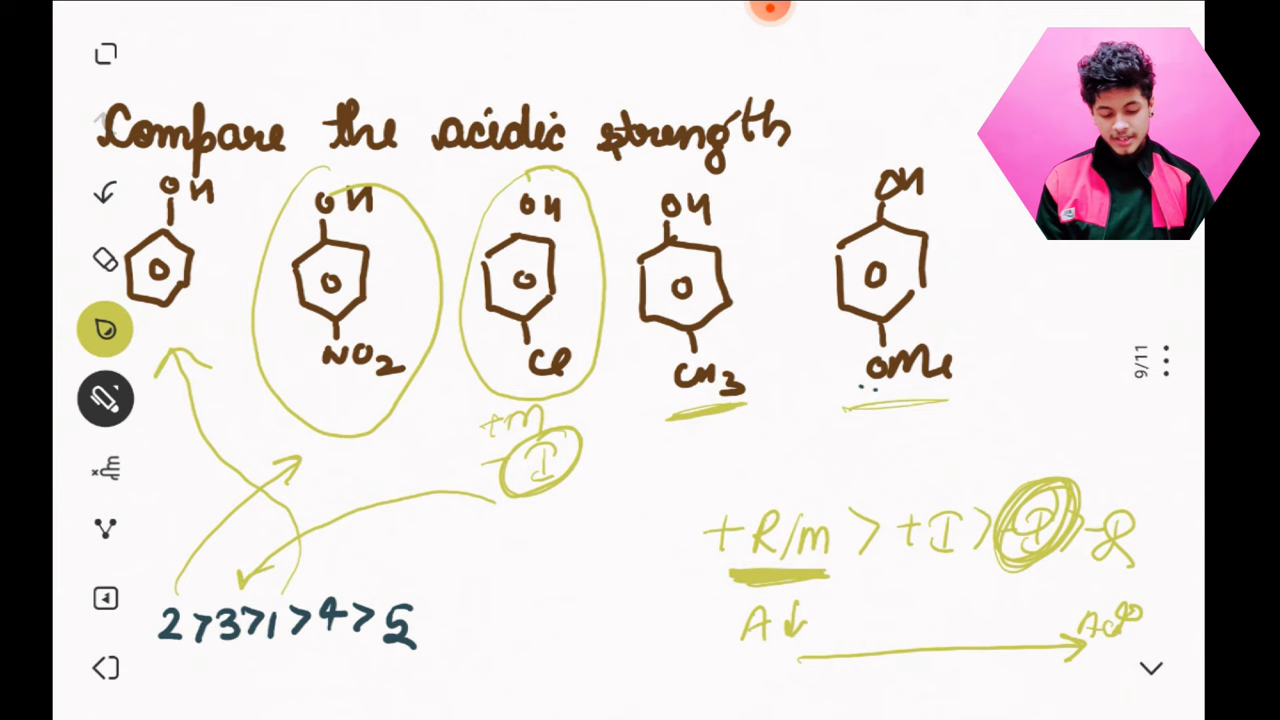 Compare the acidic strength
OH OH OH OH OH
NO2 Cl CH3 OMe
+m
-I
+R/m > +I > -I > -R
A↓
2>3>1>4>5
9/11